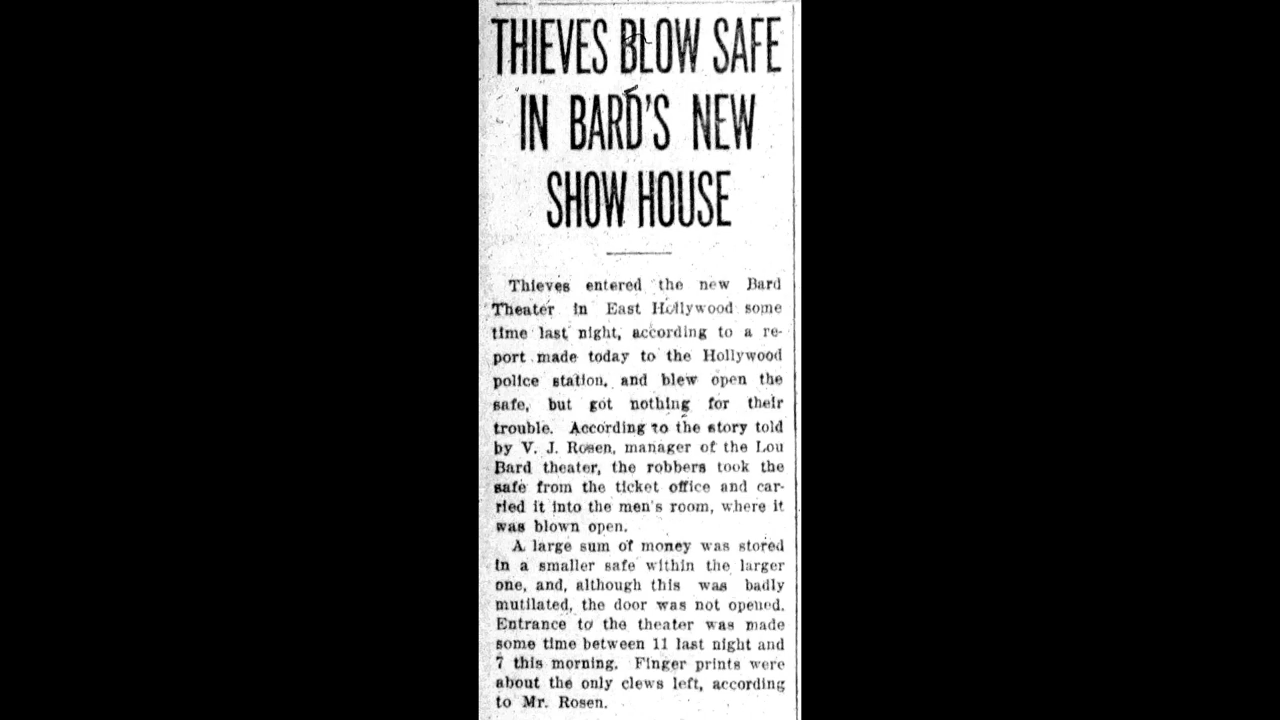 THIEVES BLOW SAFE
IN BARD'S NEW
SHOW HOUSE
Thieves entered the new Bard
Theater in East Hollywood some
time last night, according to a re-
port made today to the Hollywood
police station, and blew open the
safe, but got nothing for their
trouble. According to the story told
by V. J. Rosen, manager of the Lou
Bard theater, the robbers took the
safe from the ticket office and car-
ried it into the men's room, where it
was blown open.
A large sum of money was stored
in a smaller safe within the larger
one, and, although this was badly
mutilated, the door was not opened.
Entrance to the theater was made
some time between 11 last night and
7 this morning. Finger prints were
about the only clews left, according
to Mr. Rosen.